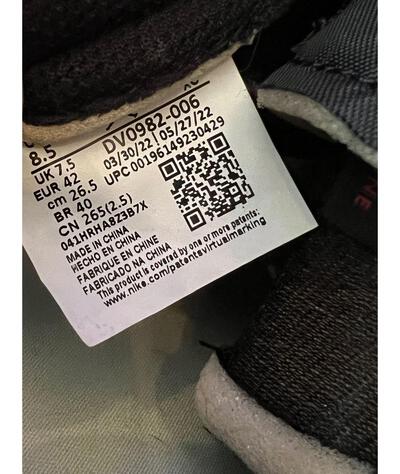 8.5
UK 7.5
EUR 42
cm 26.5
BR 40
CN 265(2.5)
041HRHABZ3B7X
DV0982-006
03/30/22 | 05/27/22
UPC 00196149230429
MADE IN CHINA
HECHO EN CHINA
FABRIQUE EN CHINE
FABRICADO NA CHINA
This product is covered by one or more patents:
www.nike.com/patentsvirtualmarking